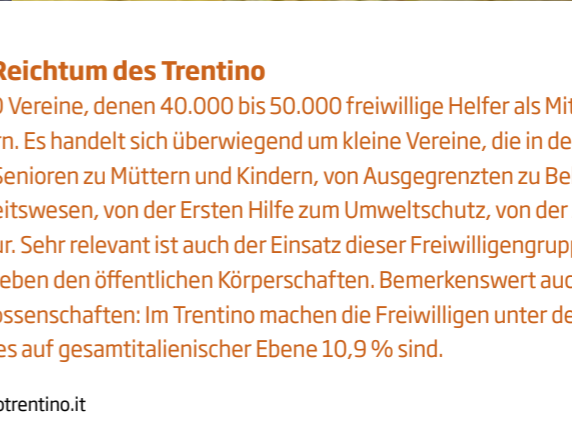 Reichtum des Trentino
0 Vereine, denen 40.000 bis 50.000 freiwillige Helfer als Mit
rn. Es handelt sich überwiegend um kleine Vereine, die in de
Senioren zu Müttern und Kindern, von Ausgegrenzten zu Be
eitswesen, von der Ersten Hilfe zum Umweltschutz, von der
ur. Sehr relevant ist auch der Einsatz dieser Freiwilligengrup
eben den öffentlichen Körperschaften. Bemerkenswert auc
ossenschaften: Im Trentino machen die Freiwilligen unter de
es auf gesamtitalienischer Ebene 10,9 % sind.
otrentino.it